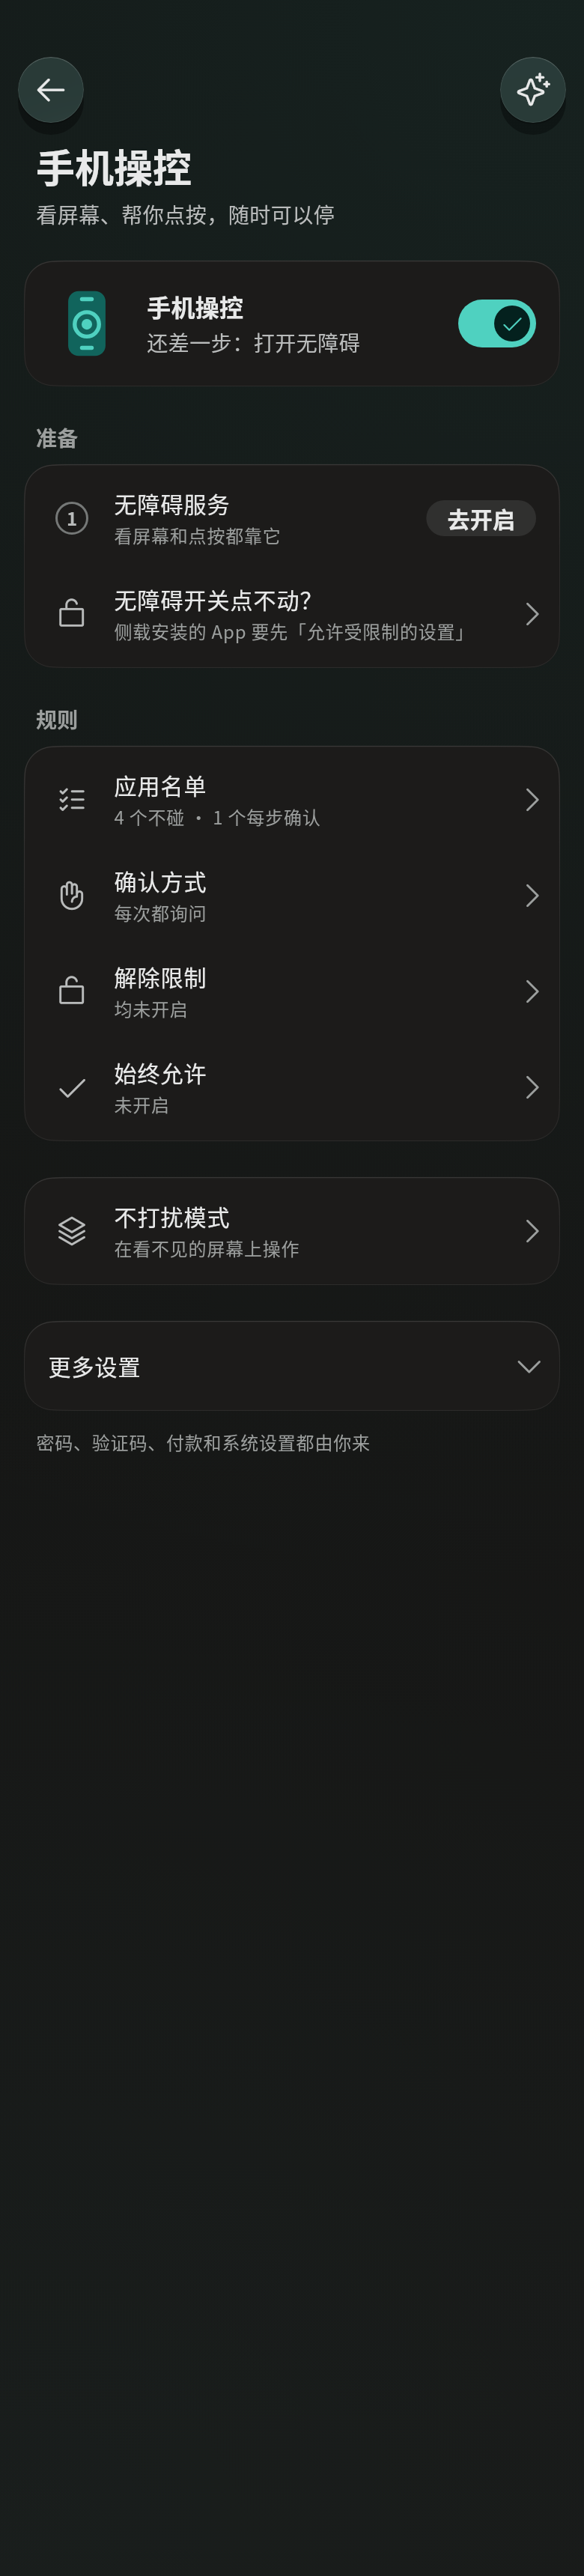 手机操控
看屏幕、帮你点按，随时可以停
手机操控
还差一步：打开无障碍
准备
1
无障碍服务
看屏幕和点按都靠它
去开启
无障碍开关点不动？
侧载安装的 App 要先「允许受限制的设置」
规则
应用名单
4 个不碰 · 1 个每步确认
确认方式
每次都询问
解除限制
均未开启
始终允许
未开启
不打扰模式
在看不见的屏幕上操作
更多设置
密码、验证码、付款和系统设置都由你来